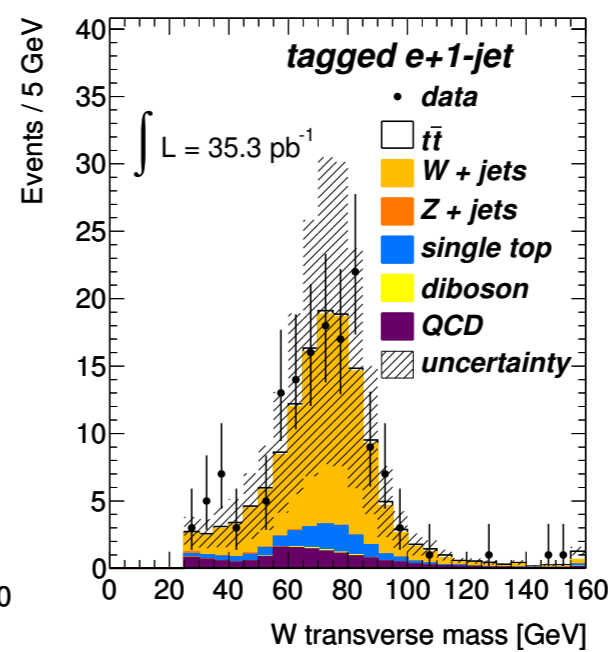 tagged e+1-jet
data
tt̄
W + jets
Z + jets
single top
diboson
QCD
uncertainty
∫ L = 35.3 pb⁻¹
Events / 5 GeV
40
35
30
25
20
15
10
5
0
0 0 20 40 60 80 100 120 140 160
W transverse mass [GeV]